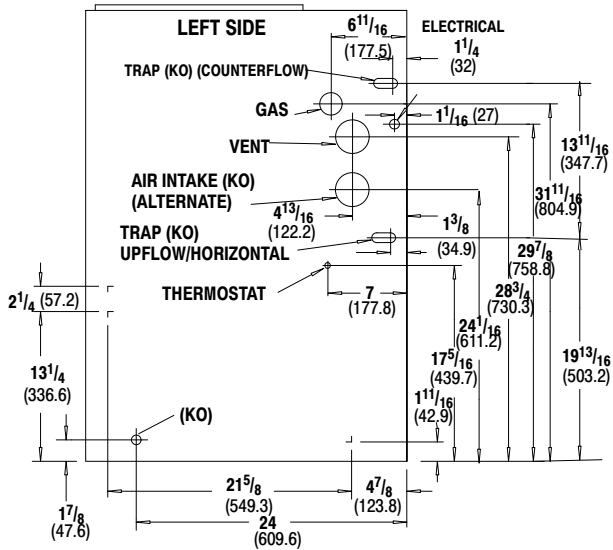 LEFT SIDE
6 11/16
(177.5)
ELECTRICAL
1 1/4
(32)
TRAP (KO) (COUNTERFLOW)
GAS
1 1/16 (27)
VENT
13 11/16
(347.7)
AIR INTAKE (KO)
(ALTERNATE)
31 11/16
(804.9)
4 13/16
(122.2)
1 3/8
(34.9)
TRAP (KO)
UPFLOW/HORIZONTAL
29 7/8
(758.8)
THERMOSTAT
7
(177.8)
28 3/4
(730.3)
2 1/4 (57.2)
24 1/16
(611.2)
17 5/16
(439.7)
19 13/16
(503.2)
13 1/4
(336.6)
1 11/16
(42.9)
(KO)
21 5/8
(549.3)
4 7/8
(123.8)
1 7/8
(47.6)
24
(609.6)